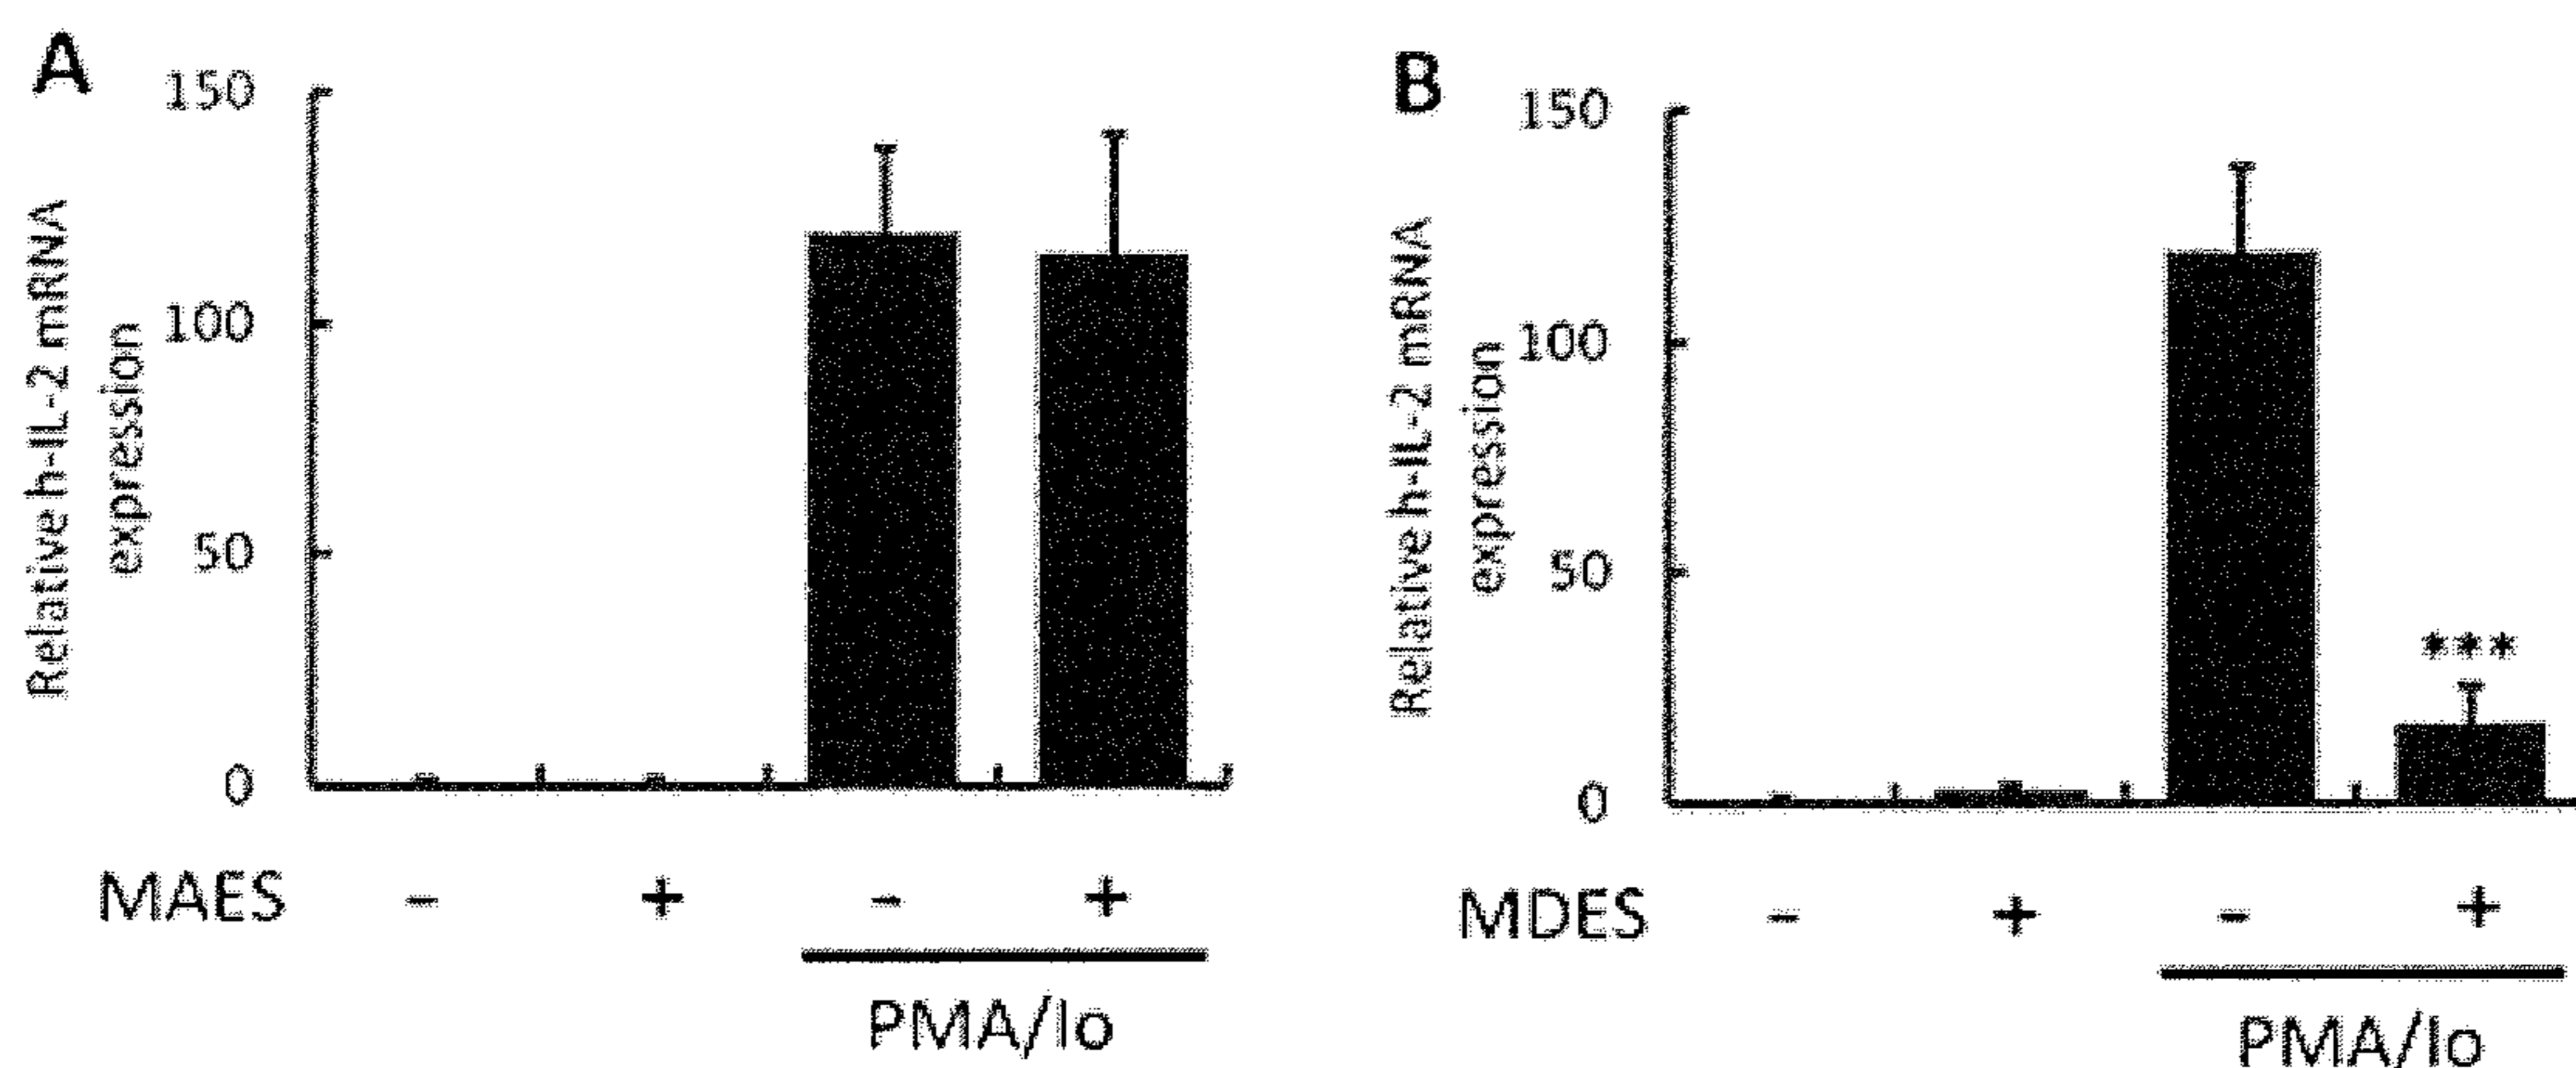 A
150
100
50
0
Relative h-IL-2 mRNA
expression
MAES - + - +
PMA/Io
B
150
100
50
0
Relative h-IL-2 mRNA
expression
***
MDES - + - +
PMA/Io